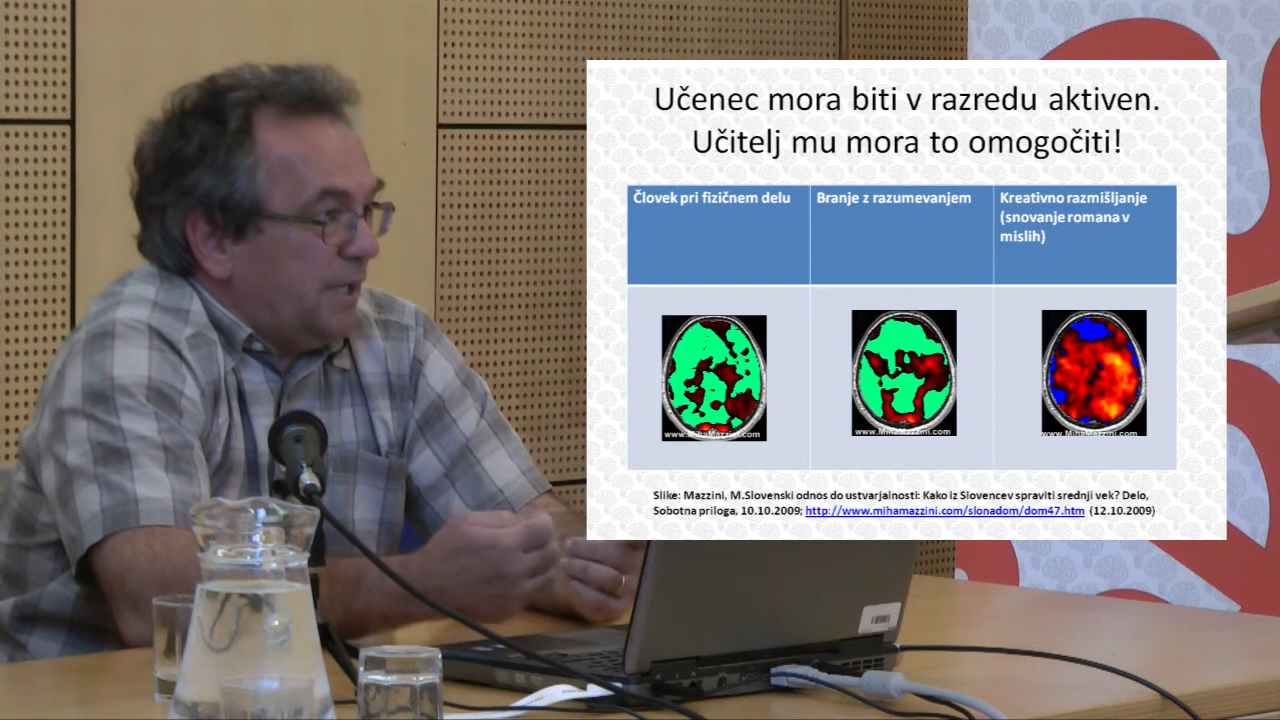 Učenec mora biti v razredu aktiven.
Učitelj mu mora to omogočiti!
Človek pri fizičnem delu
Branje z razumevanjem
Kreativno razmišljanje
(snovanje romana v
mislih)
www.MihaMazzini.com
www.MihaMazzini.com
www.MihaMazzini.com
Slike: Mazzini, M.Slovenski odnos do ustvarjalnosti: Kako iz Slovencev spraviti srednji vek? Delo,
Sobotna priloga, 10.10.2009; http://www.mihamazzini.com/slonadom/dom47.htm (12.10.2009)